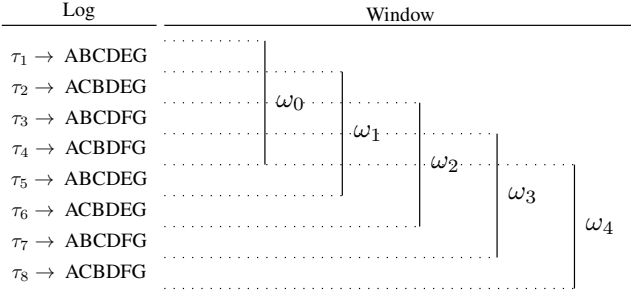 Log Window
τ₁ → ABCDEG
τ₂ → ACBDEG
τ₃ → ABCDFG
τ₄ → ACBDFG
τ₅ → ABCDEG
τ₆ → ACBDEG
τ₇ → ABCDFG
τ₈ → ACBDFG
ω₀
ω₁
ω₂
ω₃
ω₄